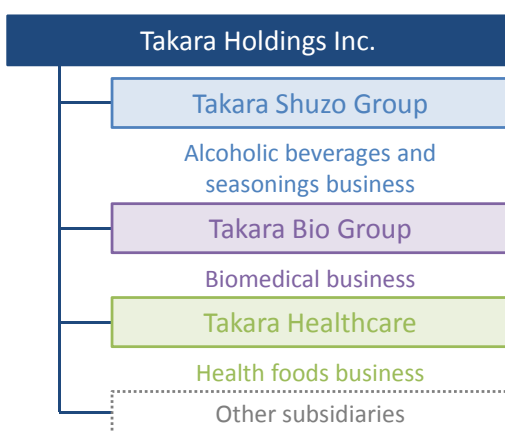 Takara Holdings Inc.
Takara Shuzo Group
Alcoholic beverages and
seasonings business
Takara Bio Group
Biomedical business
Takara Healthcare
Health foods business
Other subsidiaries